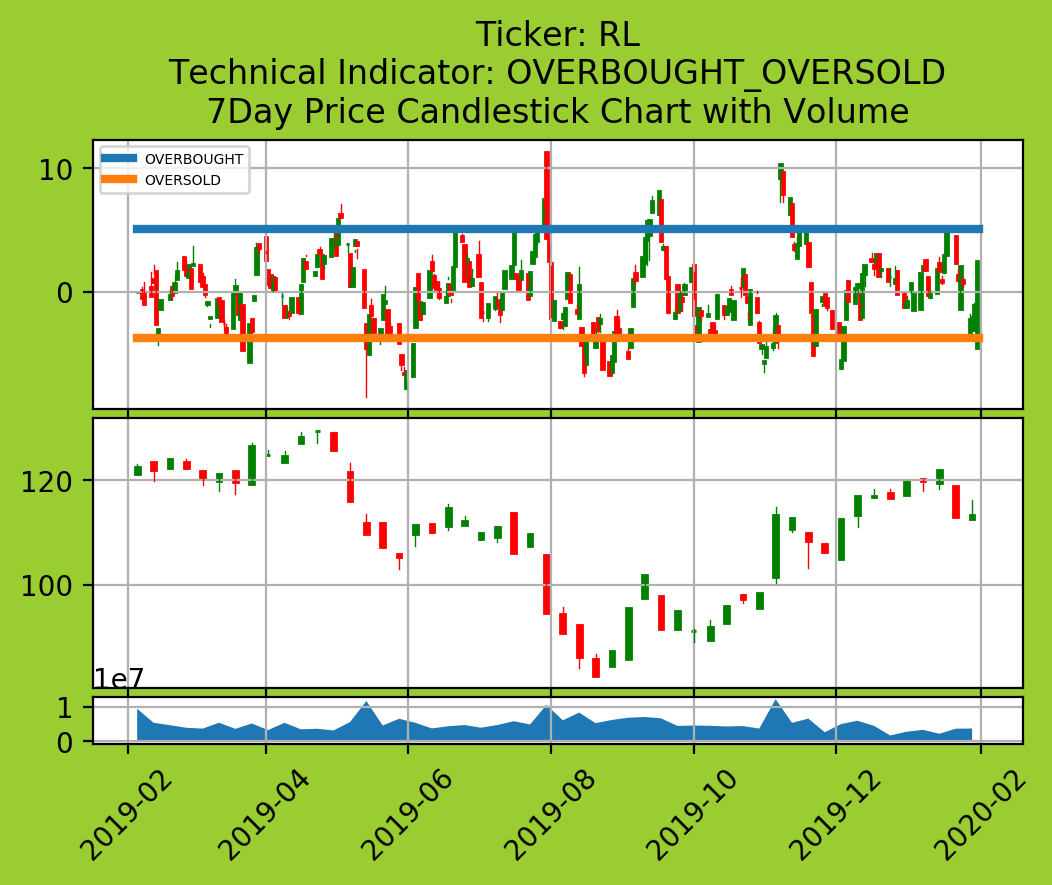 Ticker: RL
Technical Indicator: OVERBOUGHT_OVERSOLD
7Day Price Candlestick Chart with Volume
OVERBOUGHT
OVERSOLD
10
0
120
100
1e7
1
0
2019-02
2019-04
2019-06
2019-08
2019-10
2019-12
2020-02